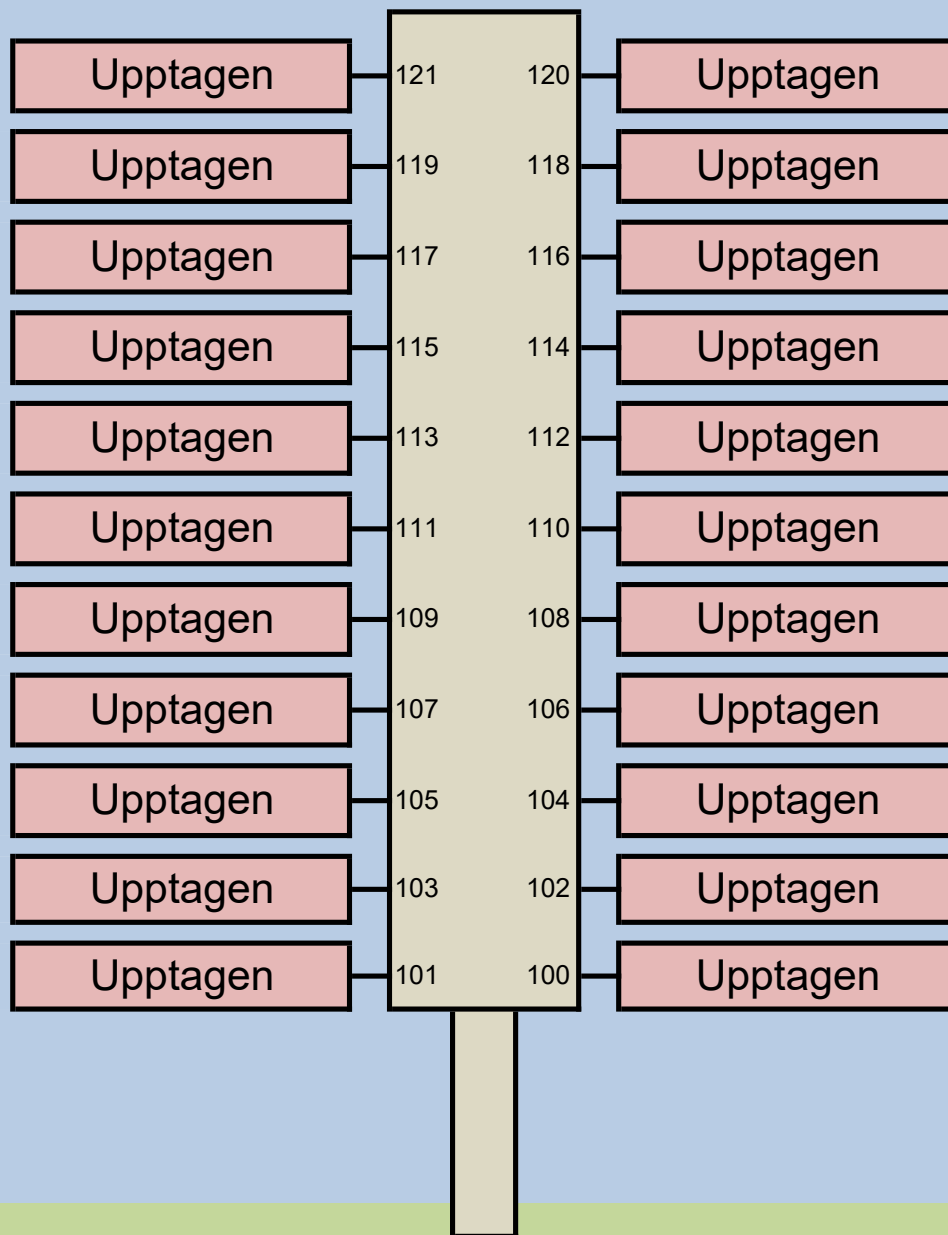 Upptagen 121 120 Upptagen
Upptagen 119 118 Upptagen
Upptagen 117 116 Upptagen
Upptagen 115 114 Upptagen
Upptagen 113 112 Upptagen
Upptagen 111 110 Upptagen
Upptagen 109 108 Upptagen
Upptagen 107 106 Upptagen
Upptagen 105 104 Upptagen
Upptagen 103 102 Upptagen
Upptagen 101 100 Upptagen